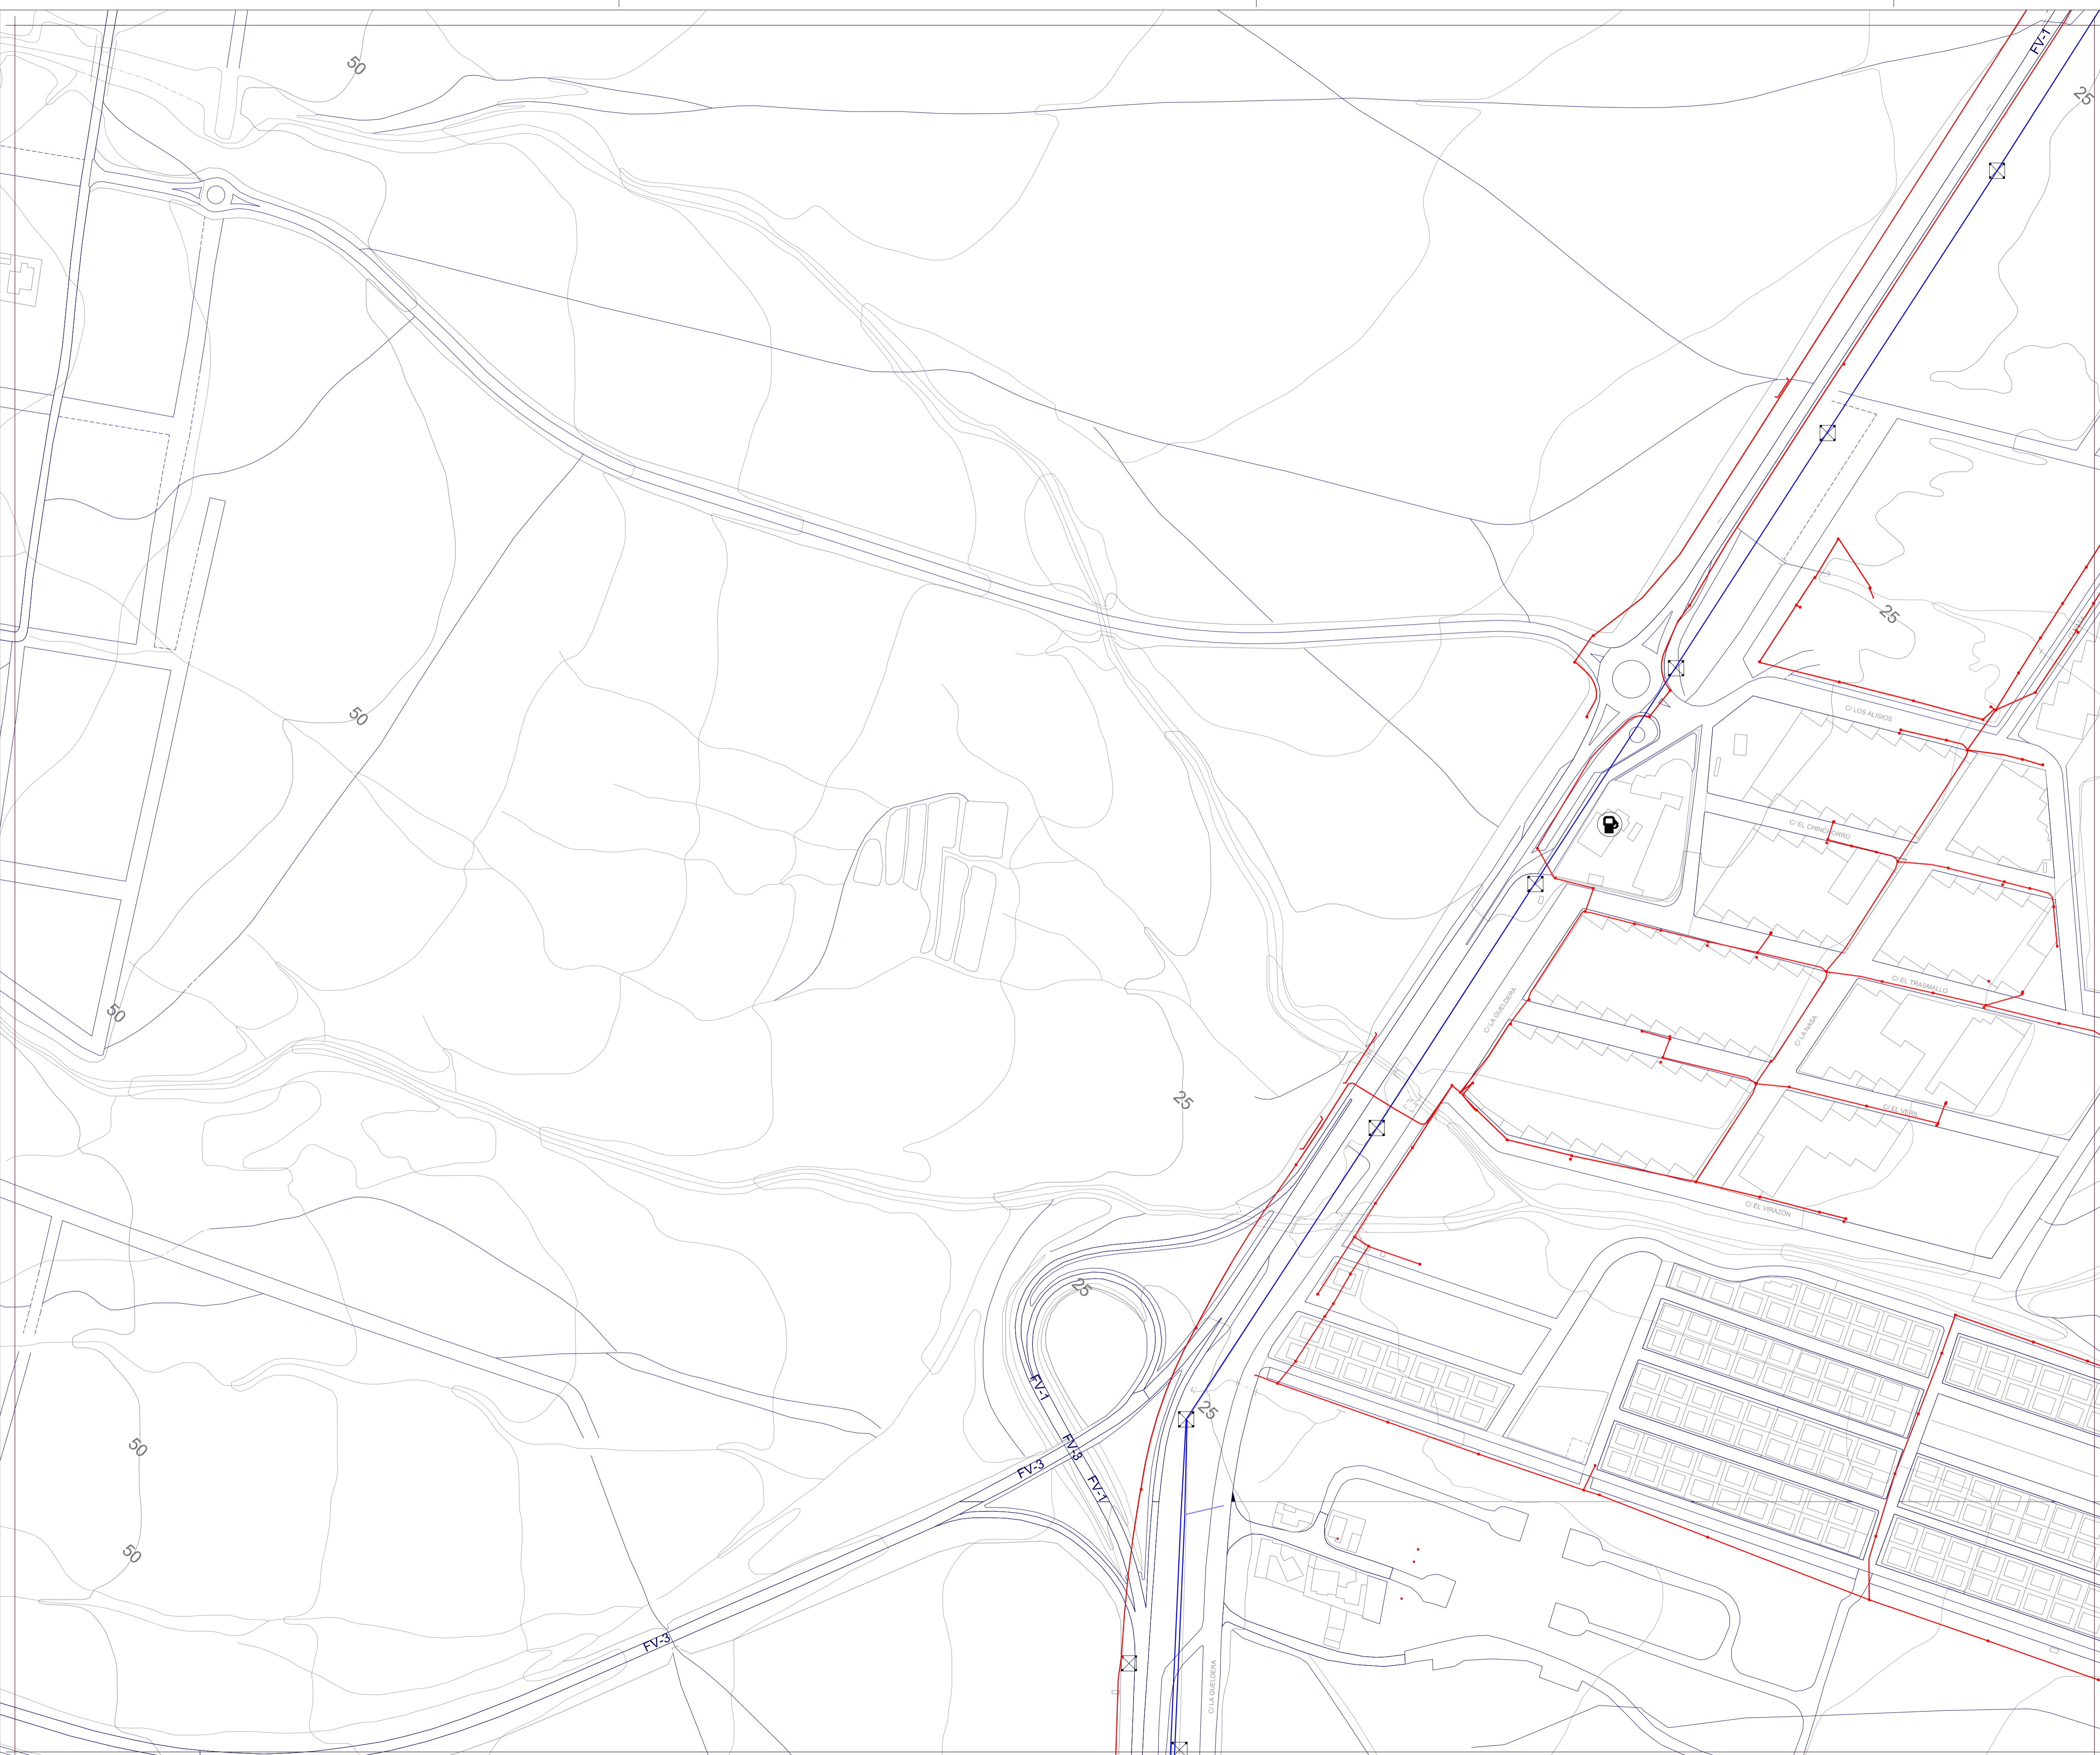 FV-1
50
25
25
50
C/ LOS ALISIOS
C/ EL CHINCHORRO
C/ EL TRASMALLO
C/ LA GUELDERA
C/ LA NASA
50
25
C/ EL VERIL
C/ EL VIRAZÓN
25
FV-1
25
FV-3
50
FV-3
FV-1
50
FV-3
C/ LA GUELDERA